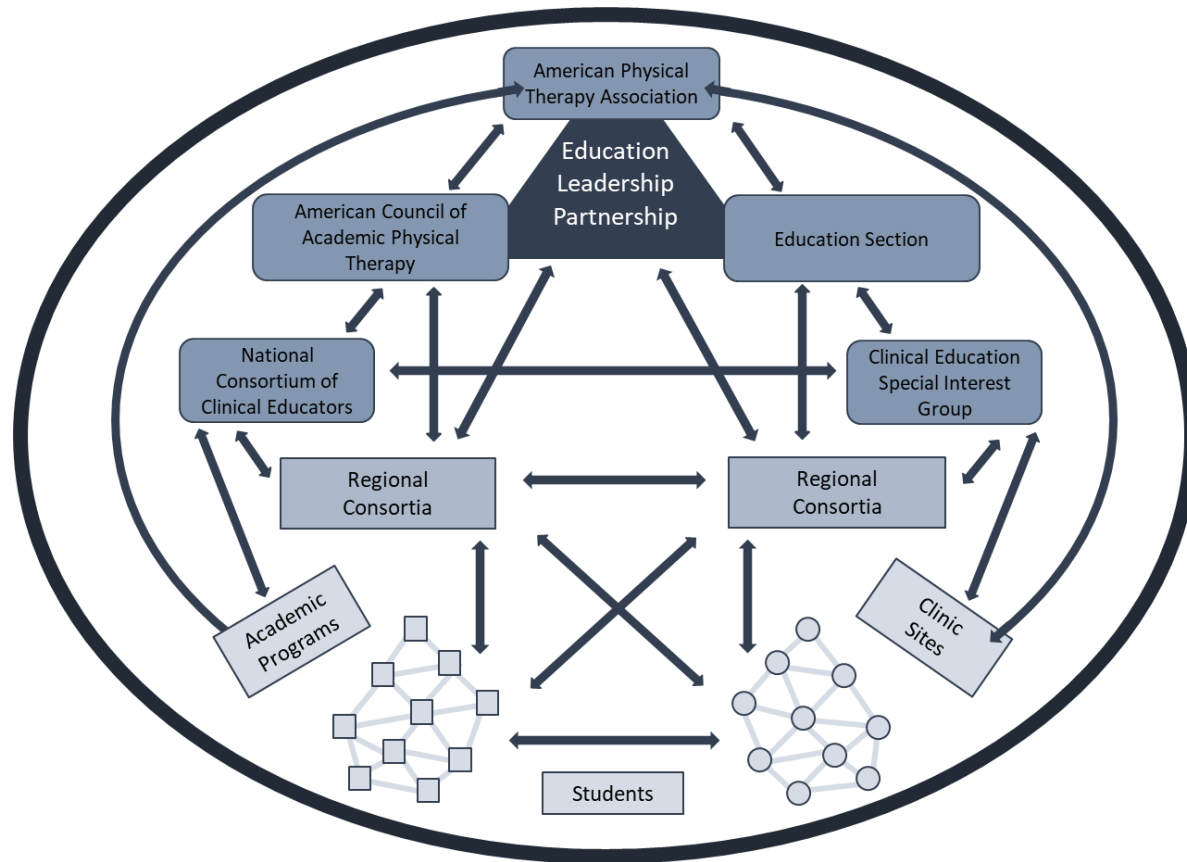 American Physical
Therapy Association
Education
Leadership
Partnership
American Council of
Academic Physical
Therapy
Education Section
National
Consortium of
Clinical Educators
Clinical Education
Special Interest
Group
Regional
Consortia
Regional
Consortia
Academic
Programs
Clinic
Sites
Students